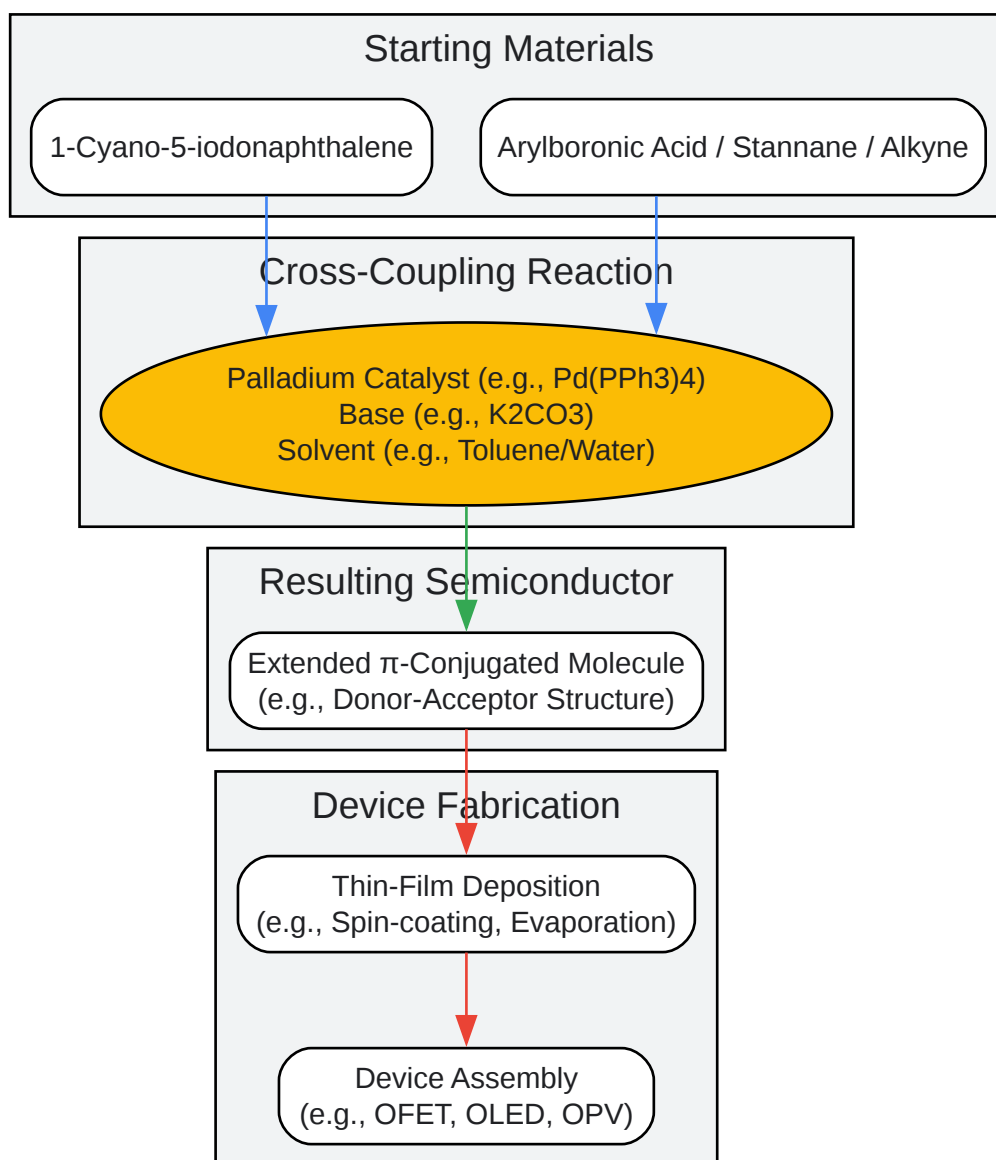 Starting Materials
1-Cyano-5-iodonaphthalene
Arylboronic Acid / Stannane / Alkyne
Cross-Coupling Reaction
Palladium Catalyst (e.g., Pd(PPh3)4)
Base (e.g., K2CO3)
Solvent (e.g., Toluene/Water)
Resulting Semiconductor
Extended π-Conjugated Molecule
(e.g., Donor-Acceptor Structure)
Device Fabrication
Thin-Film Deposition
(e.g., Spin-coating, Evaporation)
Device Assembly
(e.g., OFET, OLED, OPV)